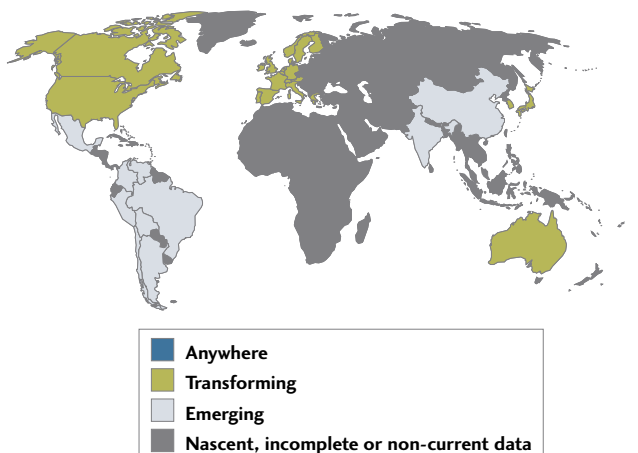 Anywhere
Transforming
Emerging
Nascent, incomplete or non-current data